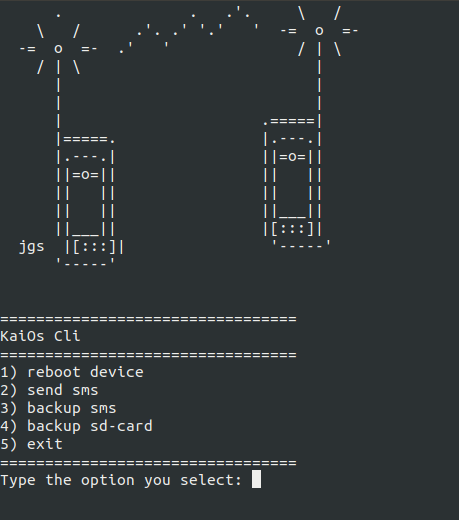 jgs
=================================
KaiOs Cli
=================================
1) reboot device
2) send sms
3) backup sms
4) backup sd-card
5) exit
=================================
Type the option you select: